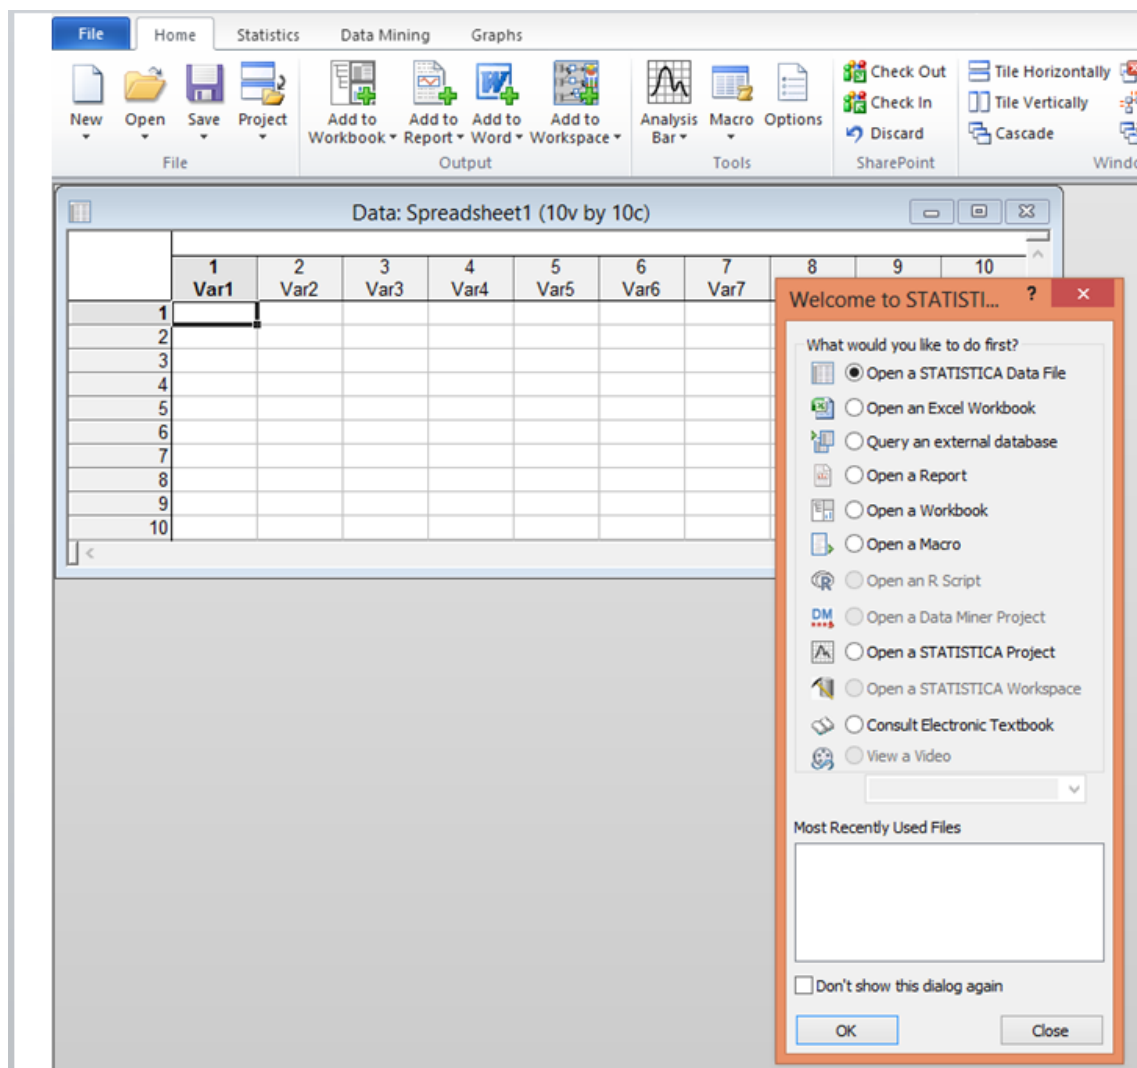 File Home Statistics Data Mining Graphs
New Open Save Project Add to Workbook Add to Report Add to Word Add to Workspace Analysis Bar Macro Options
Check Out
Check In
Discard
Tile Horizontally
Tile Vertically
Cascade
File Output Tools SharePoint
Data: Spreadsheet1 (10v by 10c)
1 2 3 4 5 6 7 8 9 10
Var1 Var2 Var3 Var4 Var5 Var6 Var7
1
2
3
4
5
6
7
8
9
10
Welcome to STATISTI... ?
What would you like to do first?
Open a STATISTICA Data File
Open an Excel Workbook
Query an external database
Open a Report
Open a Workbook
Open a Macro
Open an R Script
DM Open a Data Miner Project
Open a STATISTICA Project
Open a STATISTICA Workspace
Consult Electronic Textbook
View a Video
Most Recently Used Files
Don't show this dialog again
OK Close